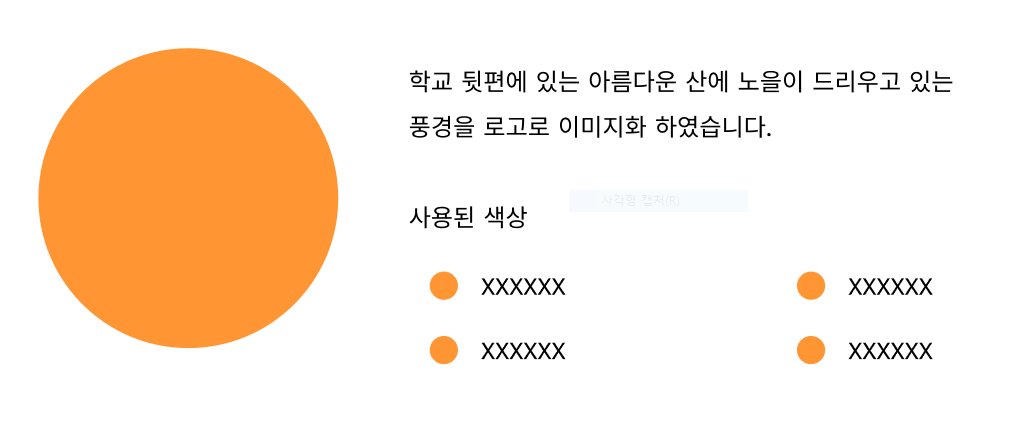 학교 뒷편에 있는 아름다운 산에 노을이 드리우고 있는
풍경을 로고로 이미지화 하였습니다.
사각형 캡처(R)
사용된 색상
XXXXXX XXXXXX
XXXXXX XXXXXX